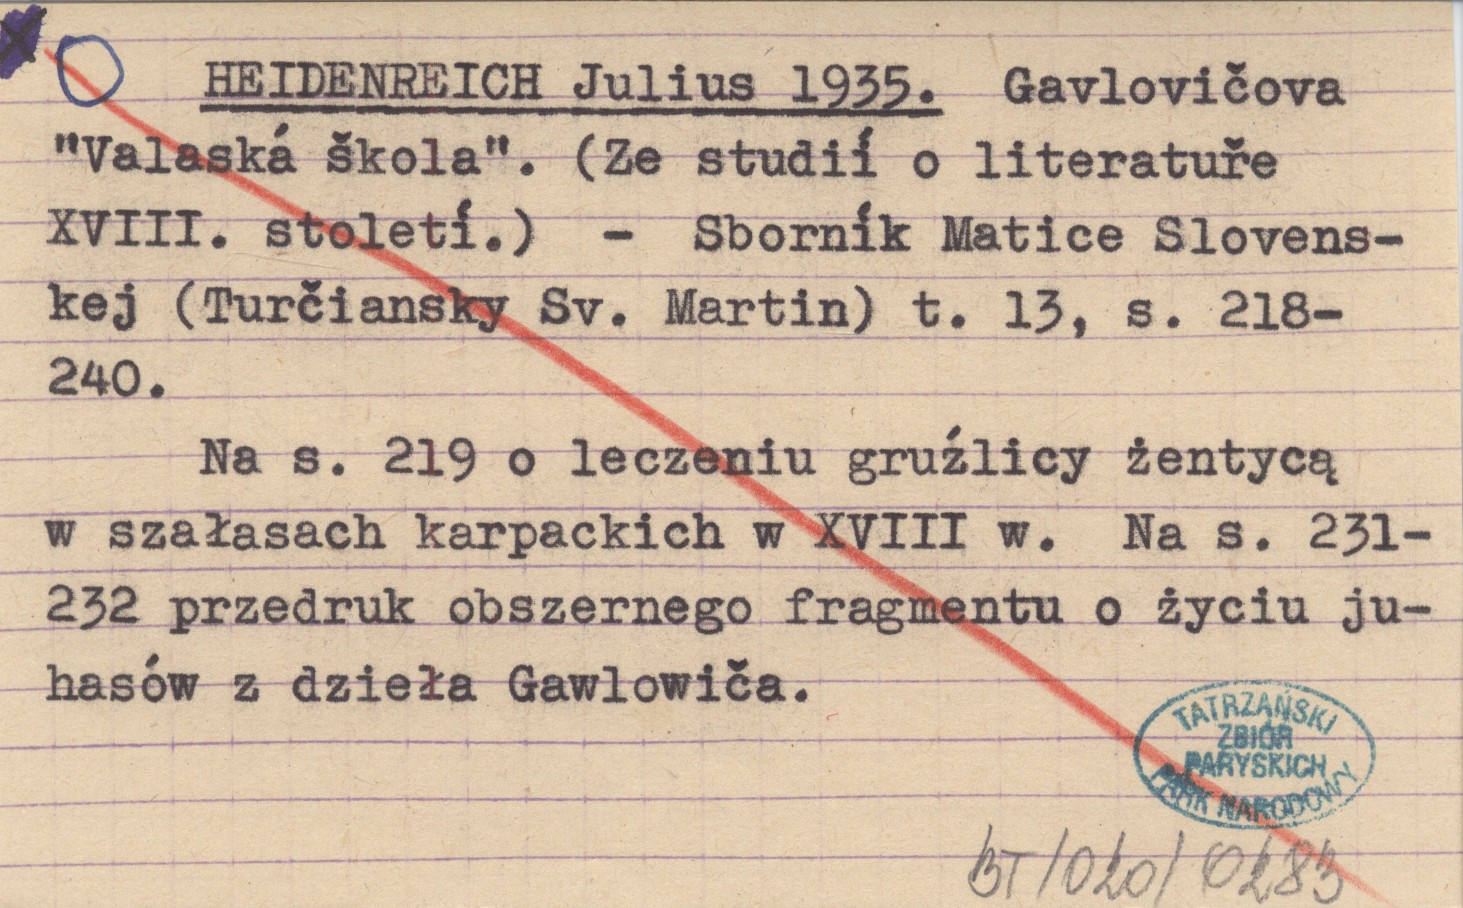 HEIDENREICH Julius 1935. Gavlovičova
"Valaská škola". (Ze studií o literatuře
XVIII. století.) - Sborník Matice Slovens-
kej (Turčiansky Sv. Martin) t. 13, s. 218-
240.
Na s. 219 o leczeniu gruźlicy żentycą
w szałasach karpackich w XVIII w. Na s. 231-
232 przedruk obszernego fragmentu o życiu ju-
hasów z dzieła Gawlowiča.
TATRZAŃSKI
ZBIÓR
PARYSKICH
PARK NARODOWY
BT/020/0283